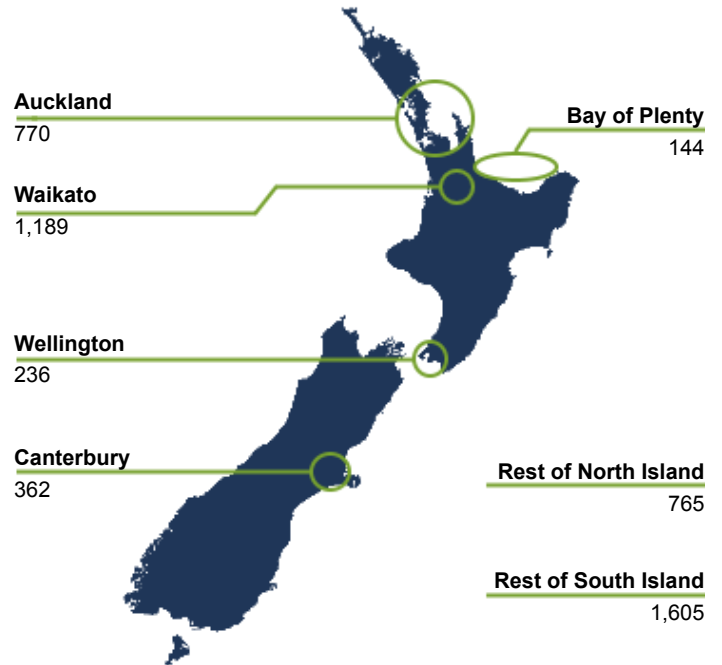 Auckland
770
Bay of Plenty
144
Waikato
1,189
Wellington
236
Canterbury
362
Rest of North Island
765
Rest of South Island
1,605